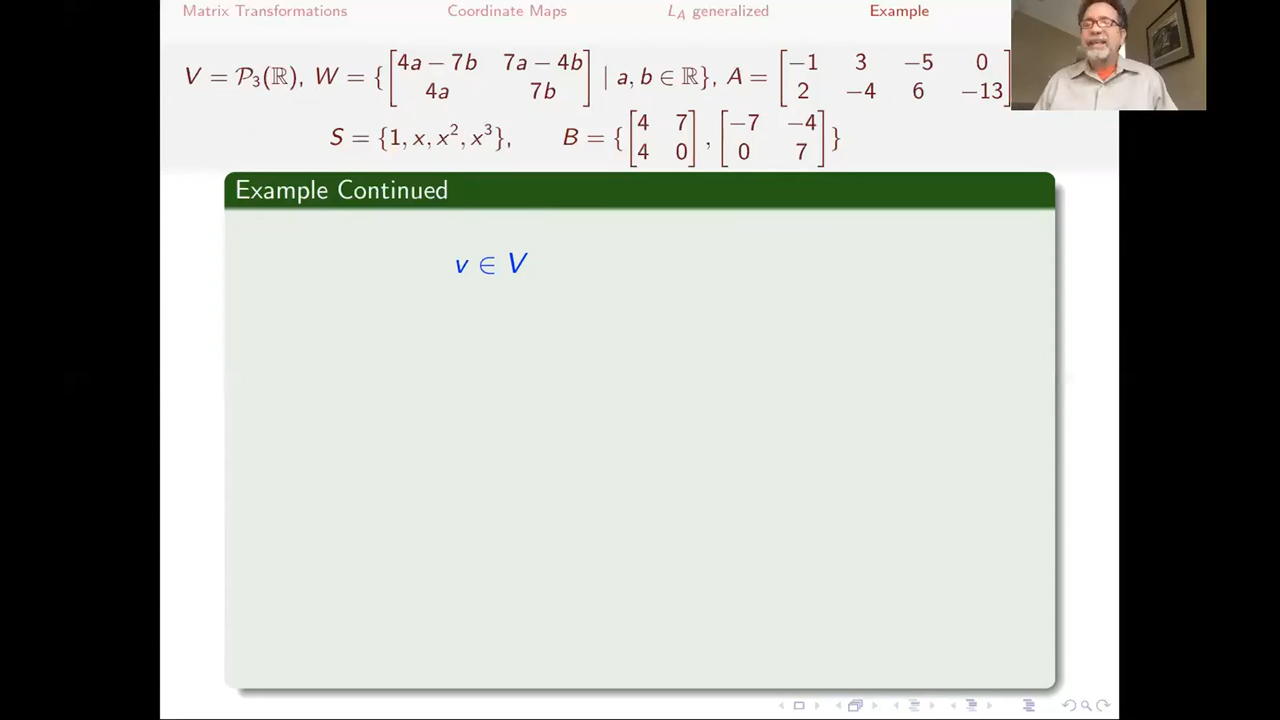 Matrix Transformations Coordinate Maps L_A generalized Example
V = 𝒫₃(ℝ), W = { [4a − 7b 7a − 4b; 4a 7b] | a, b ∈ ℝ}, A = [−1 3 −5 0; 2 −4 6 −13]
S = {1, x, x², x³}, B = { [4 7; 4 0], [−7 −4; 0 7] }
Example Continued
v ∈ V